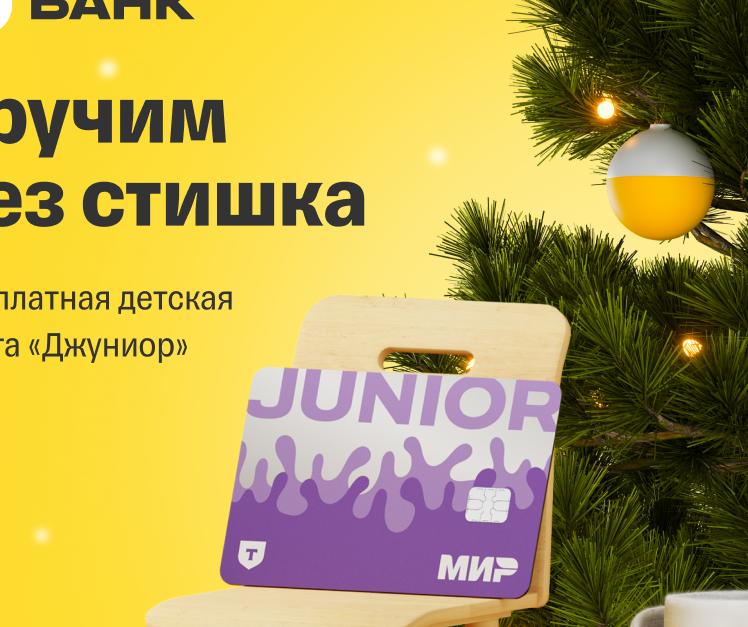 БАНК
ручим
ез стишка
платная детская
та «Джуниор»
JUNIOR
Т
МИР